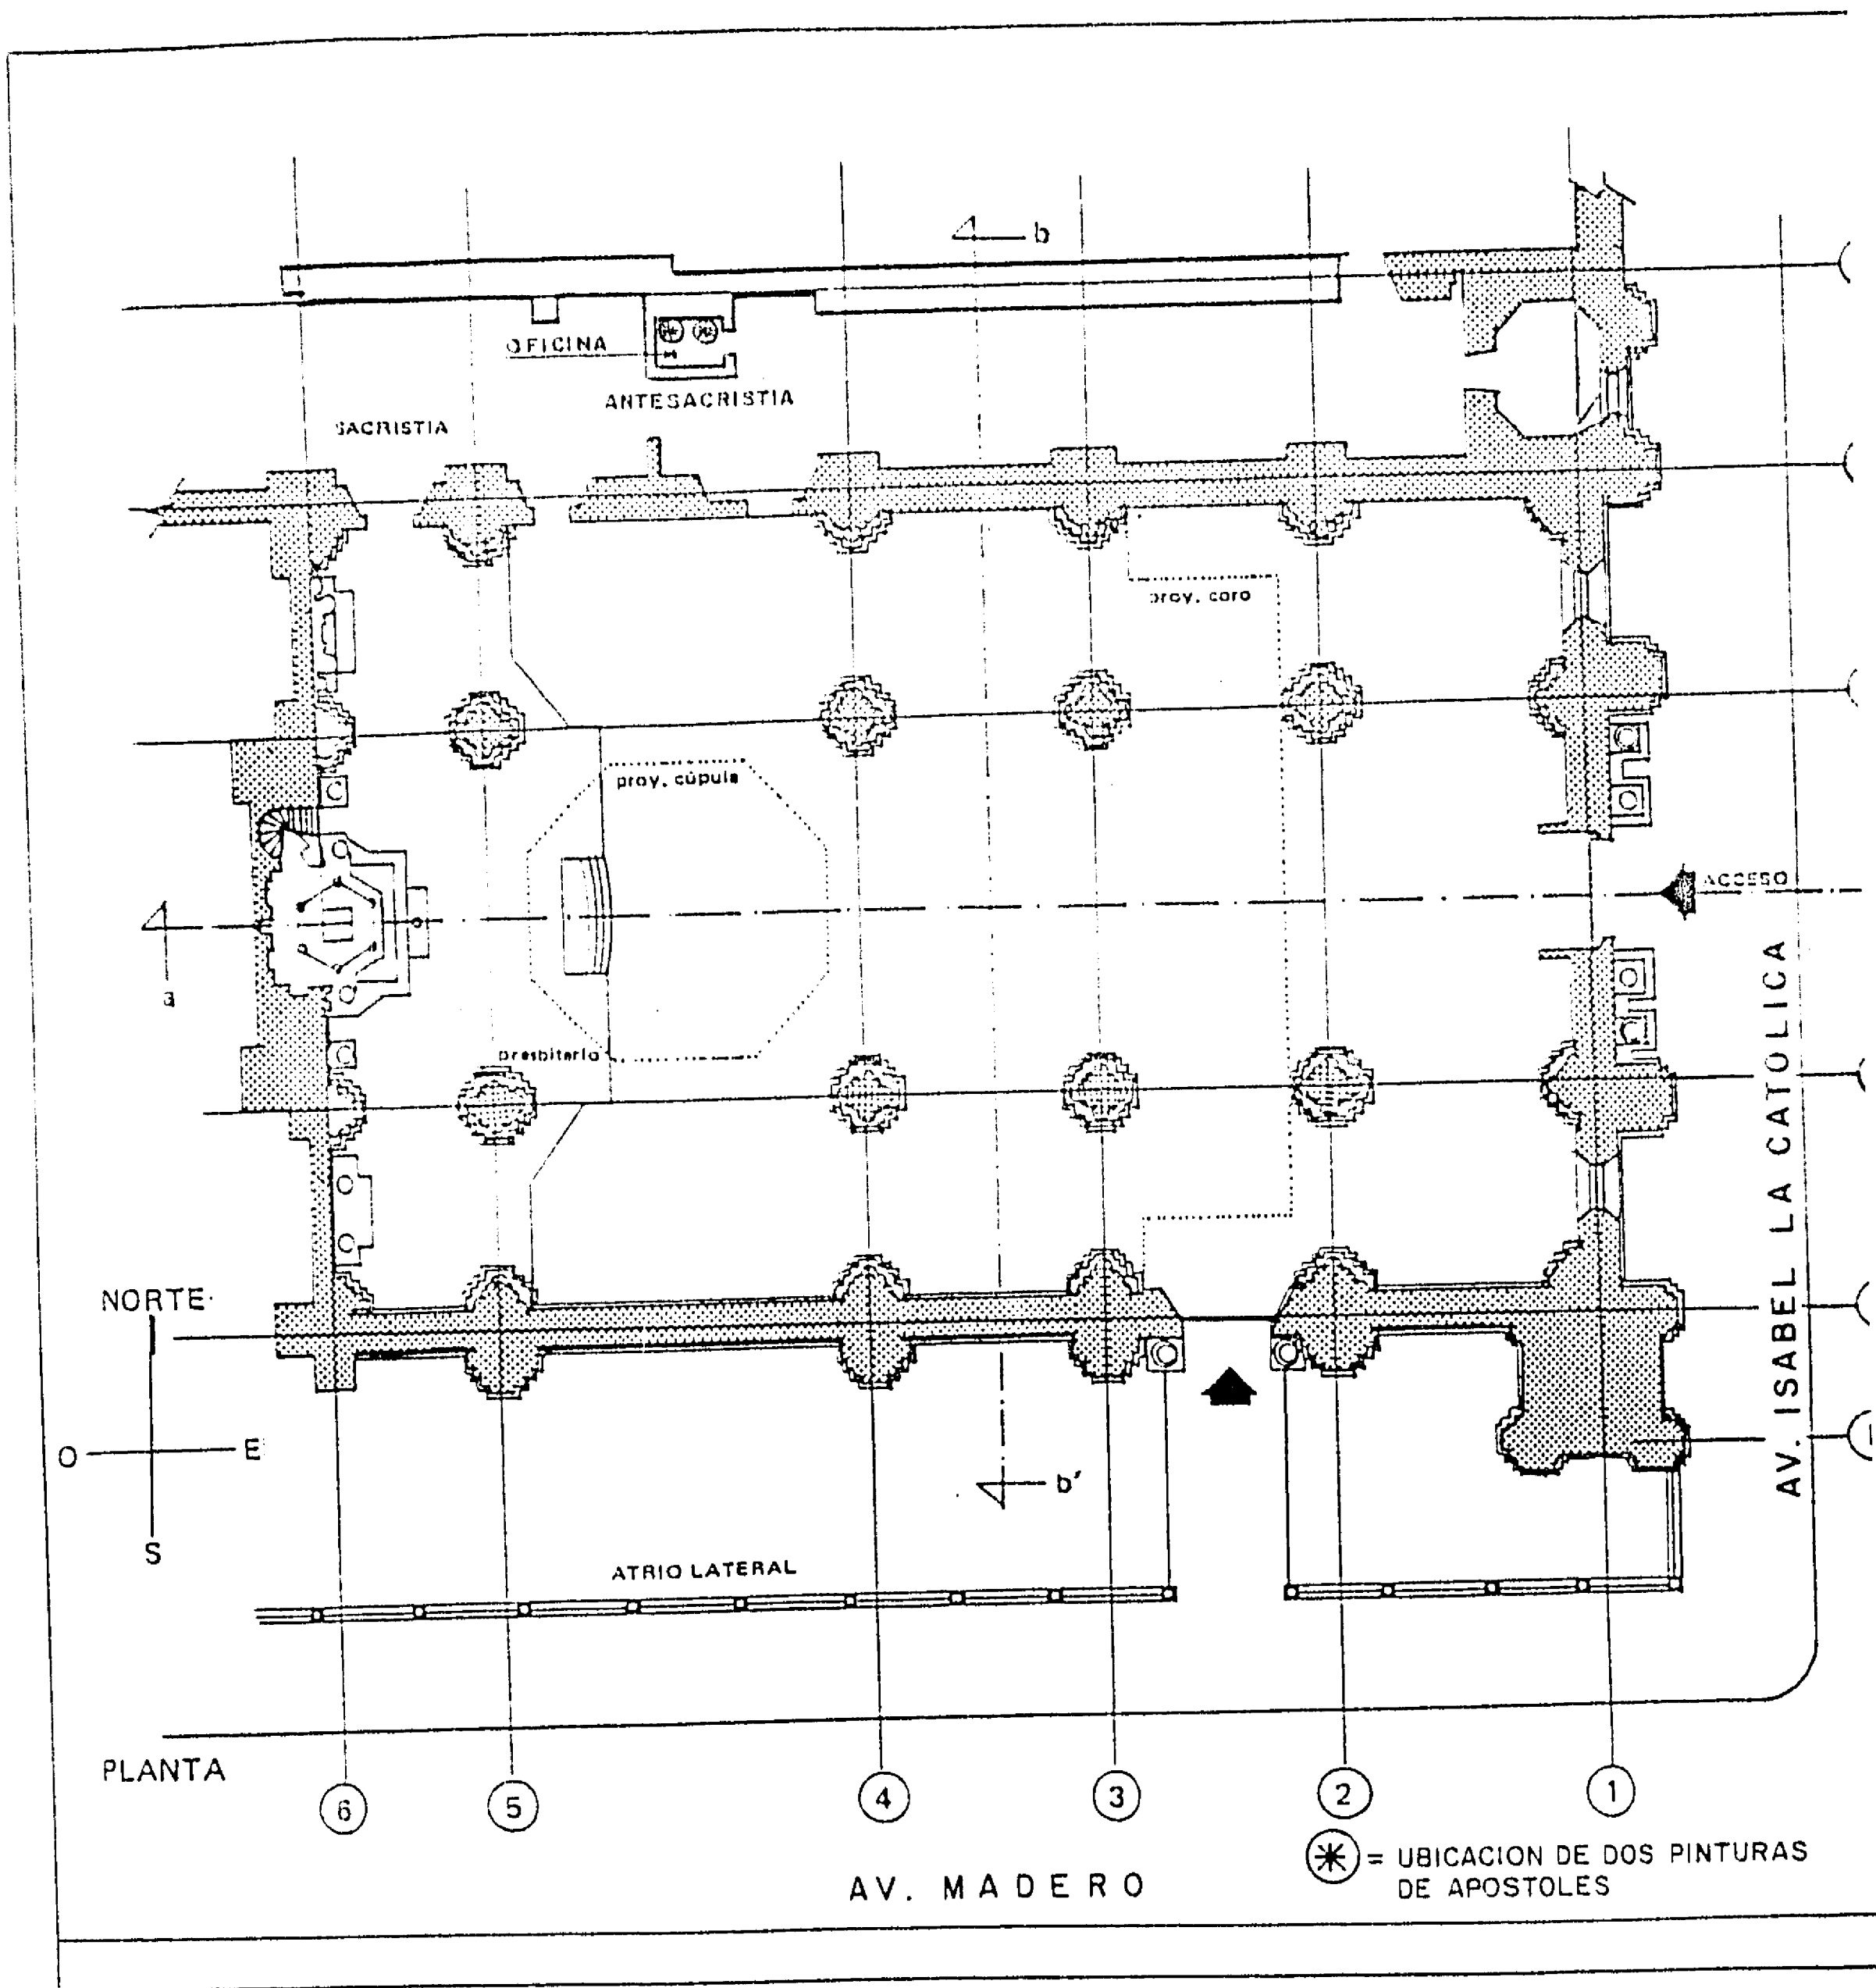 b
OFICINA
ANTESACRISTIA
SACRISTIA
proy. coro
proy. cúpula
ACCESO
a
presbiterio
AV. ISABEL LA CATOLICA
NORTE
O
E
S
b'
ATRIO LATERAL
PLANTA
6
5
4
3
2
1
= UBICACION DE DOS PINTURAS
DE APOSTOLES
AV. MADERO